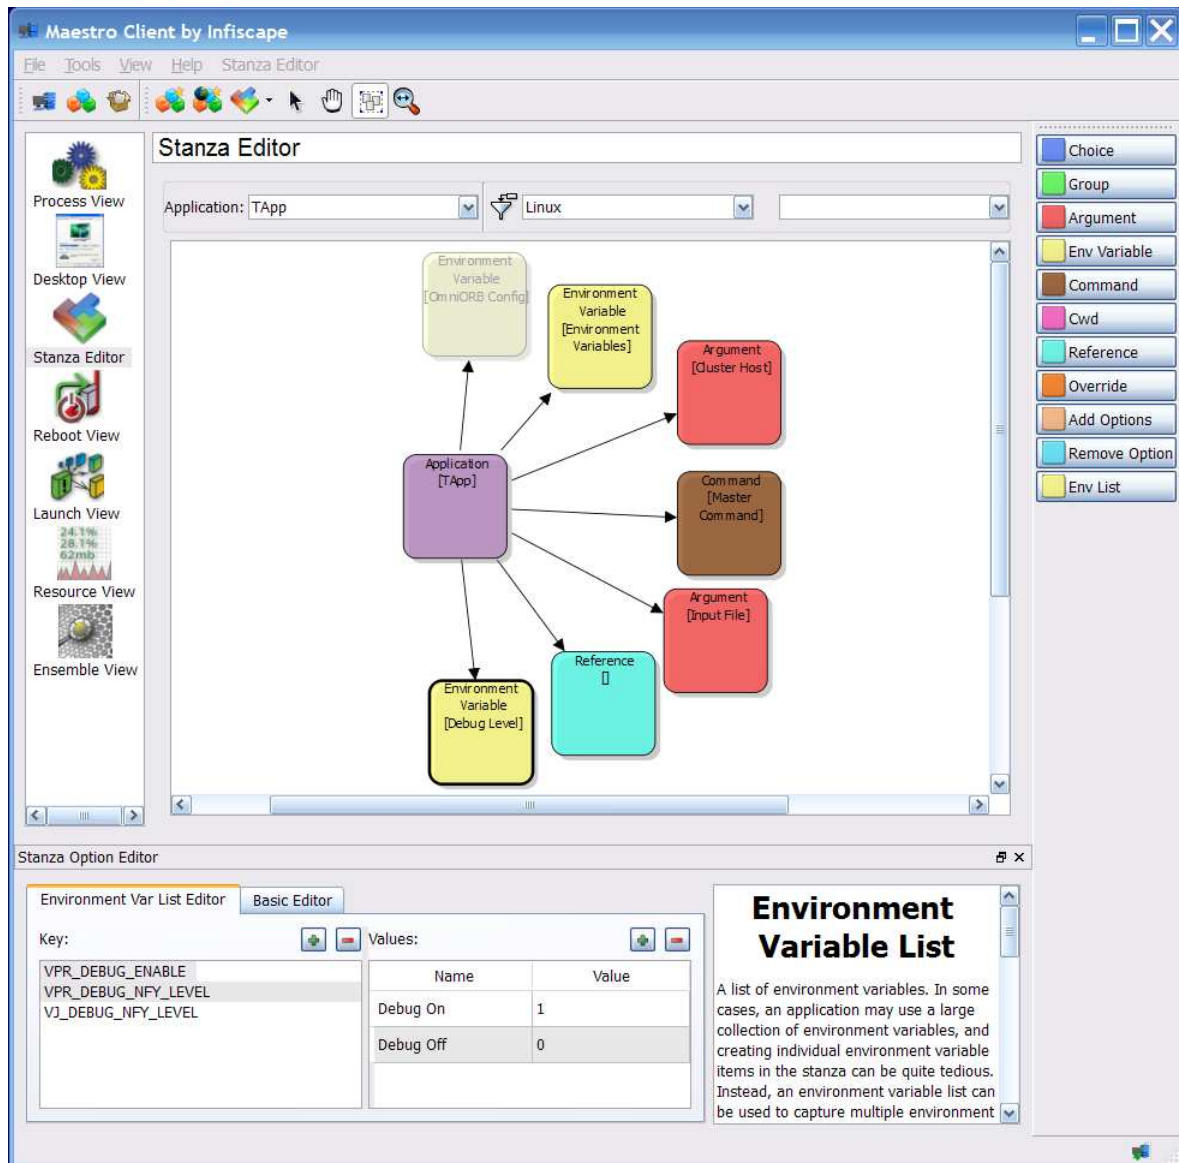 Maestro Client by Infiscape
File Tools View Help Stanza Editor
Stanza Editor
Process View
Desktop View
Stanza Editor
Reboot View
Launch View
24.1%
28.1%
62mb
Resource View
Ensemble View
Application: TApp
Linux
Environment
Variable
[OmniORB Config]
Environment
Variable
[Environment
Variables]
Argument
[Cluster Host]
Application
[TApp]
Command
[Master
Command]
Argument
[Input File]
Reference
[]
Environment
Variable
[Debug Level]
Choice
Group
Argument
Env Variable
Command
Cwd
Reference
Override
Add Options
Remove Option
Env List
Stanza Option Editor
Environment Var List Editor Basic Editor
Key:
VPR_DEBUG_ENABLE
VPR_DEBUG_NFY_LEVEL
VJ_DEBUG_NFY_LEVEL
Values:
Name Value
Debug On 1
Debug Off 0
Environment
Variable List
A list of environment variables. In some
cases, an application may use a large
collection of environment variables, and
creating individual environment variable
items in the stanza can be quite tedious.
Instead, an environment variable list can
be used to capture multiple environment